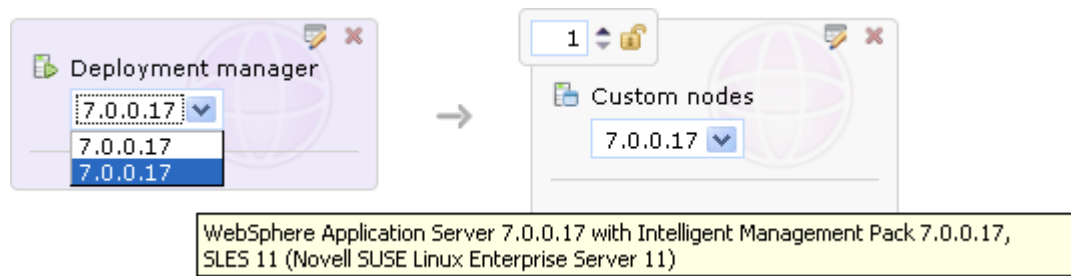 Deployment manager
7.0.0.17
7.0.0.17
7.0.0.17
1
Custom nodes
7.0.0.17
WebSphere Application Server 7.0.0.17 with Intelligent Management Pack 7.0.0.17,
SLES 11 (Novell SUSE Linux Enterprise Server 11)